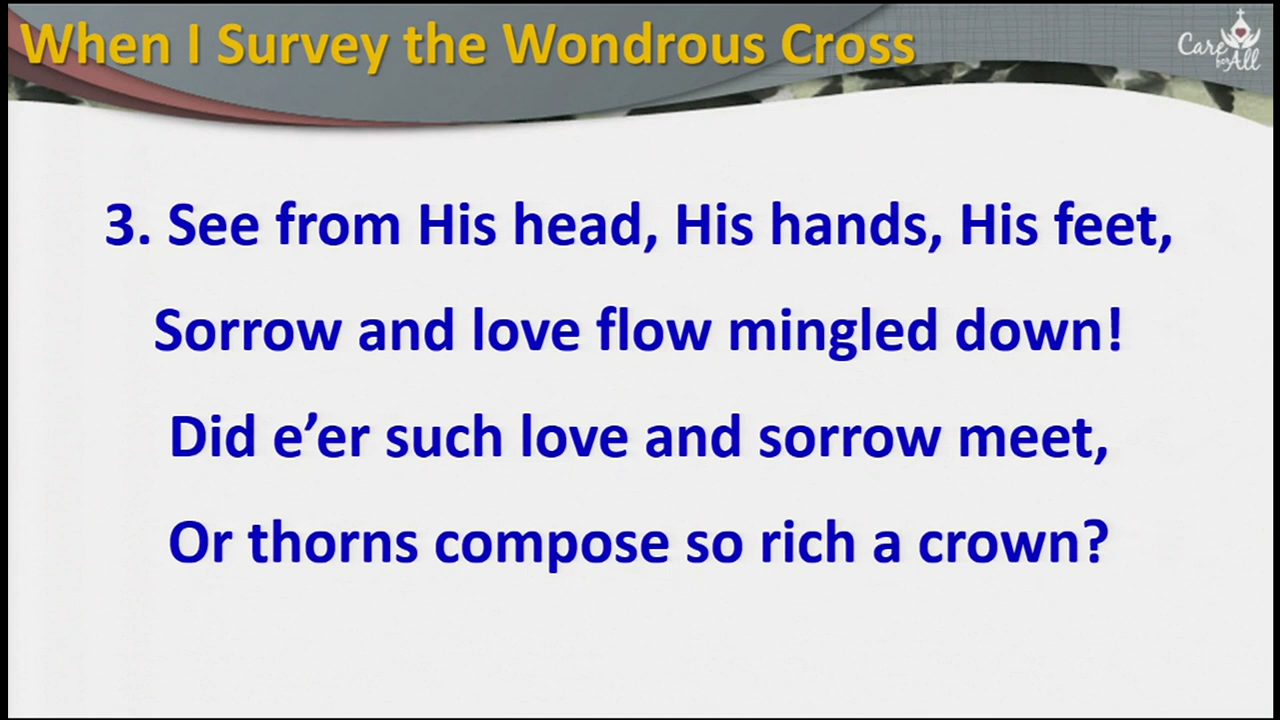 When I Survey the Wondrous Cross
Care
by All
3. See from His head, His hands, His feet,
Sorrow and love flow mingled down!
Did e’er such love and sorrow meet,
Or thorns compose so rich a crown?